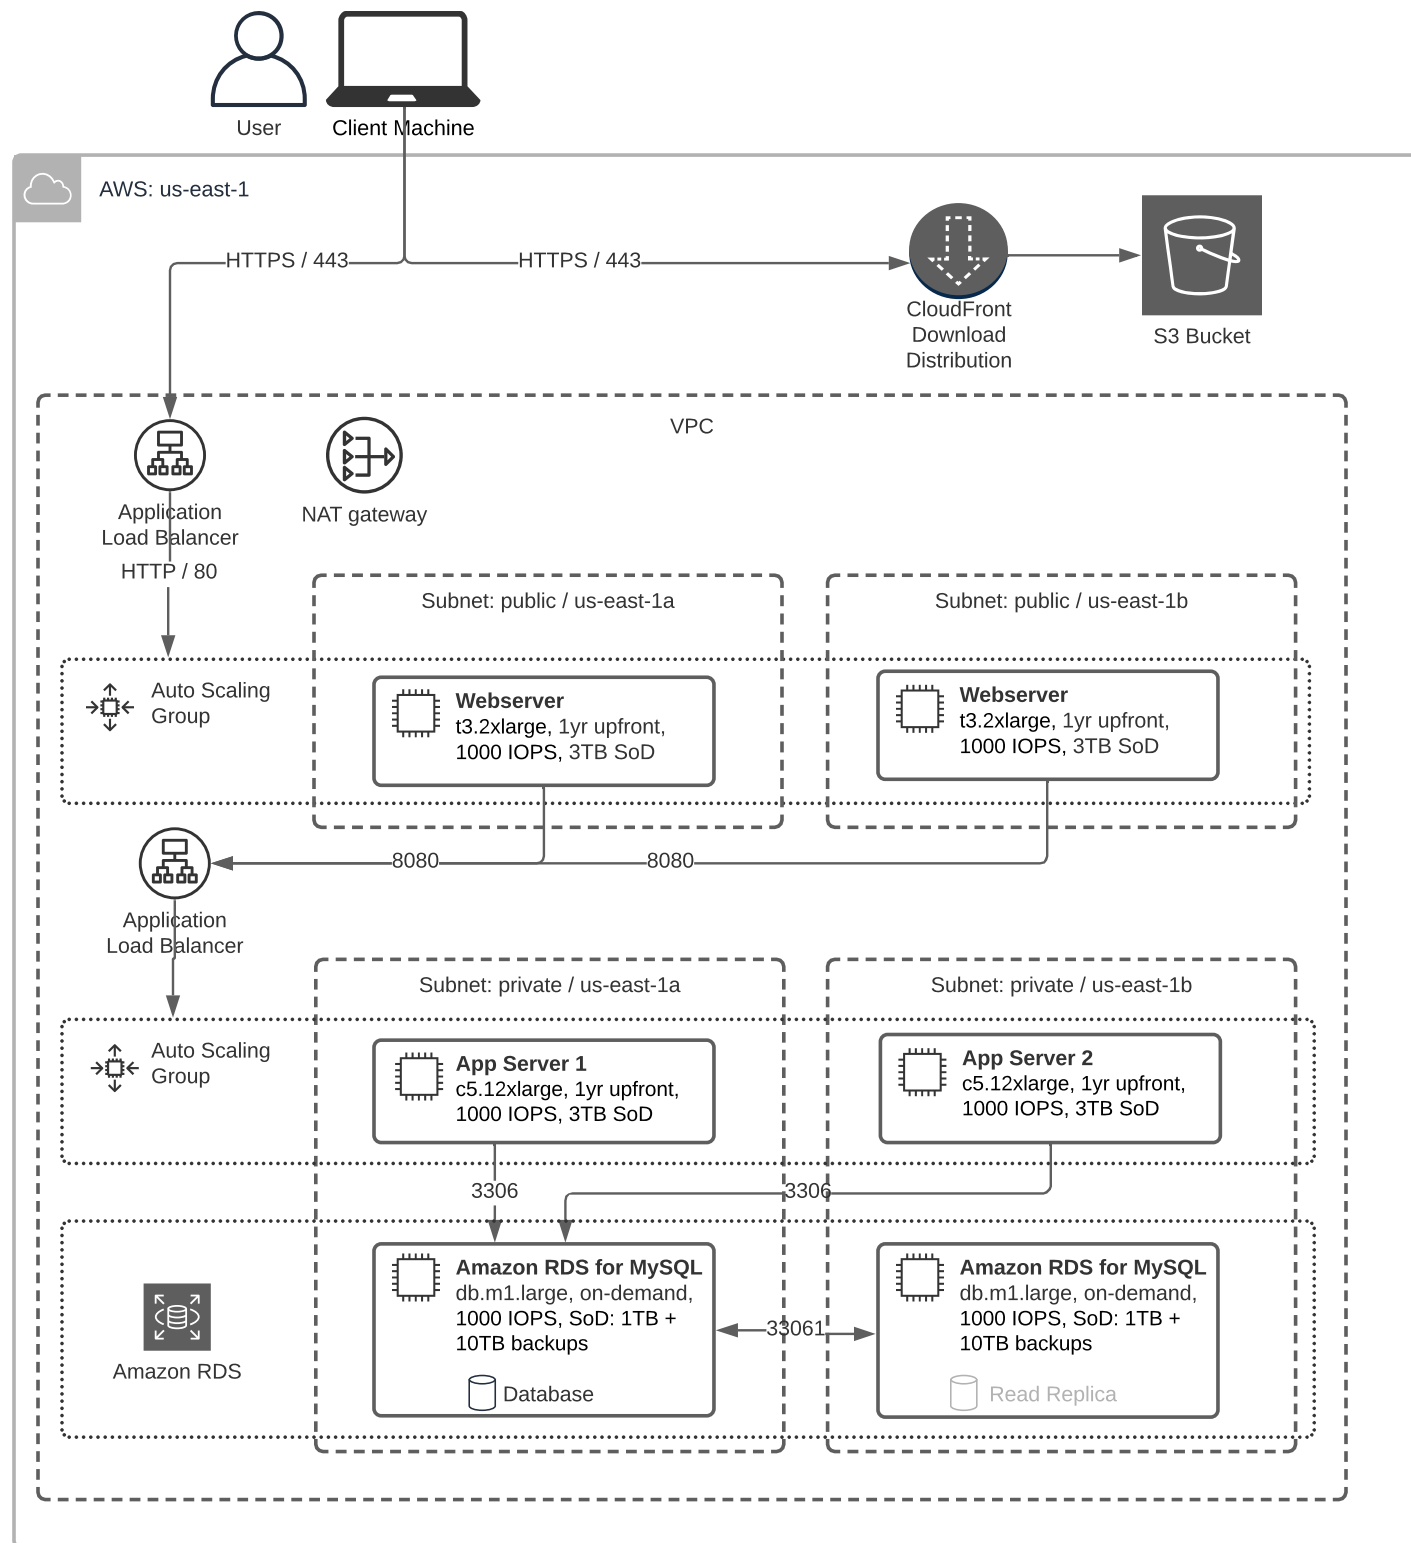 User
Client Machine
AWS: us-east-1
HTTPS / 443
HTTPS / 443
CloudFront
Download
Distribution
S3 Bucket
VPC
Application
Load Balancer
NAT gateway
HTTP / 80
Subnet: public / us-east-1a
Subnet: public / us-east-1b
Auto Scaling
Group
Webserver
t3.2xlarge, 1yr upfront,
1000 IOPS, 3TB SoD
Webserver
t3.2xlarge, 1yr upfront,
1000 IOPS, 3TB SoD
8080
8080
Application
Load Balancer
Subnet: private / us-east-1a
Subnet: private / us-east-1b
Auto Scaling
Group
App Server 1
c5.12xlarge, 1yr upfront,
1000 IOPS, 3TB SoD
App Server 2
c5.12xlarge, 1yr upfront,
1000 IOPS, 3TB SoD
3306
3306
Amazon RDS
Amazon RDS for MySQL
db.m1.large, on-demand,
1000 IOPS, SoD: 1TB +
10TB backups
Database
33061
Amazon RDS for MySQL
db.m1.large, on-demand,
1000 IOPS, SoD: 1TB +
10TB backups
Read Replica